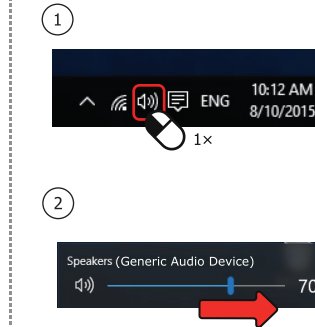 1
ENG
10:12 AM
8/10/2015
1×
2
Speakers (Generic Audio Device)
70